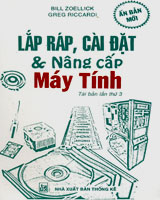 BILL ZOELLICK
GREG RICCARDI
ẤN BẢN MỚI
LẮP RÁP, CÀI ĐẶT
& Nâng cấp
Máy Tính
Tái bản lần thứ 3
NHÀ XUẤT BẢN THỐNG KÊ